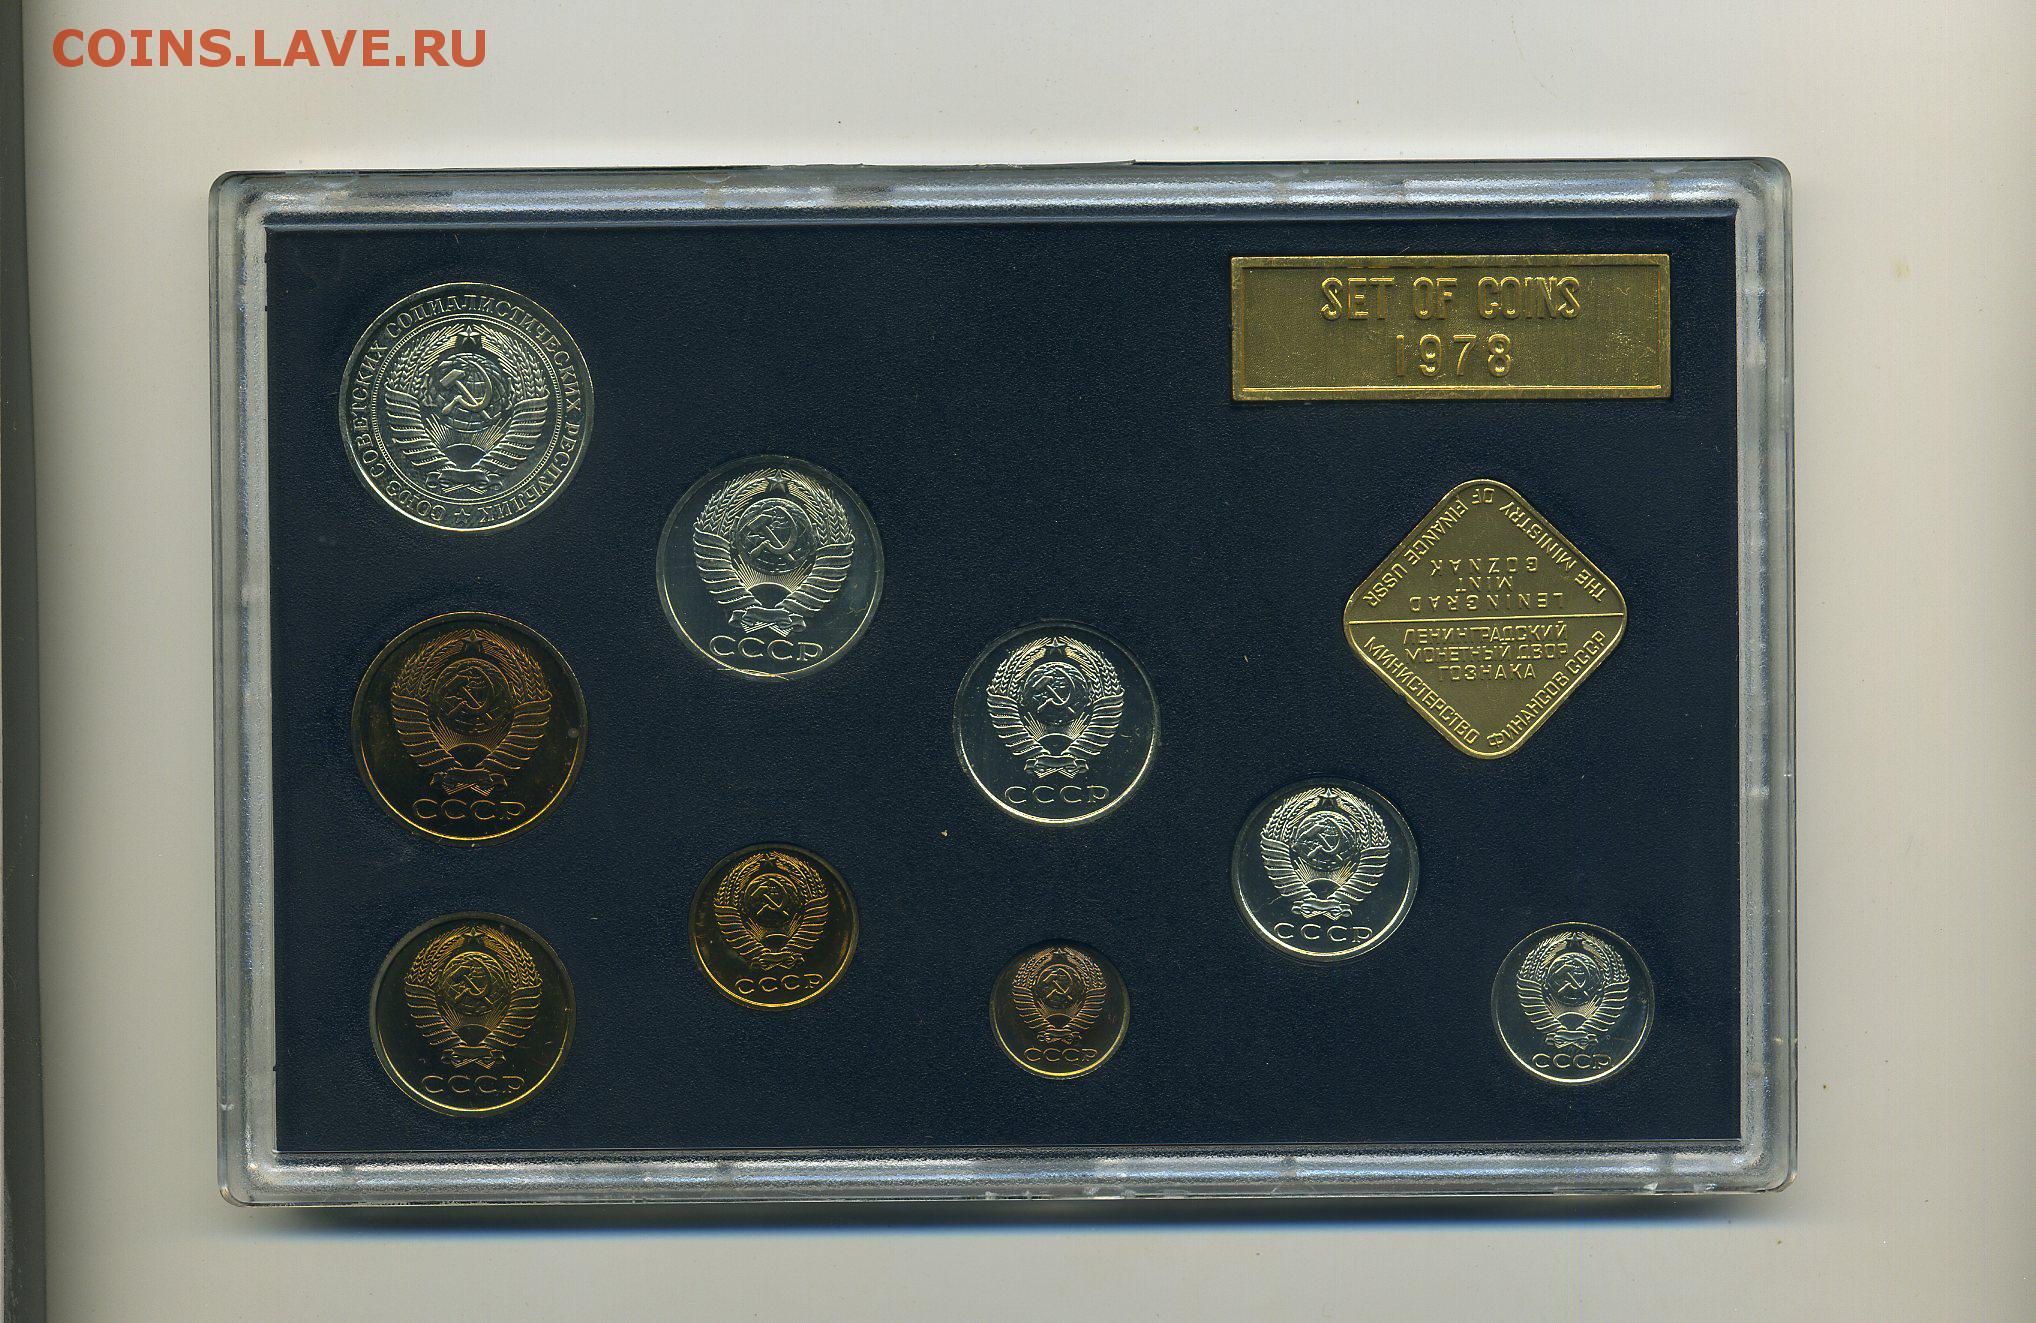 COINS.LAVE.RU
SET OF COINS
1978
СОЮЗ СОВЕТСКИХ СОЦИАЛИСТИЧЕСКИХ РЕСПУБЛИК
СССР
THE MINISTRY OF FINANCE USSR
LENINGRAD
MINT
GOZNAK
ЛЕНИНГРАДСКИЙ
МОНЕТНЫЙ ДВОР
ГОЗНАКА
МИНИСТЕРСТВО ФИНАНСОВ СССР
СССР
СССР
СССР
СССР
СССР
СССР
СССР